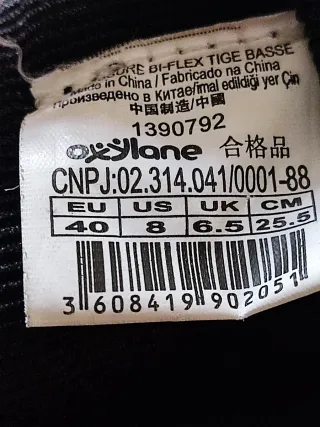 BI-FLEX TIGE BASSE
Made in China / Fabricado na China
Произведено в Китае/imal edildiği yer Çin
中国制造/中國
1390792
oxylane 合格品
CNPJ:02.314.041/0001-88
EU US UK CM
40 8 6.5 25.5
3 608419 902051